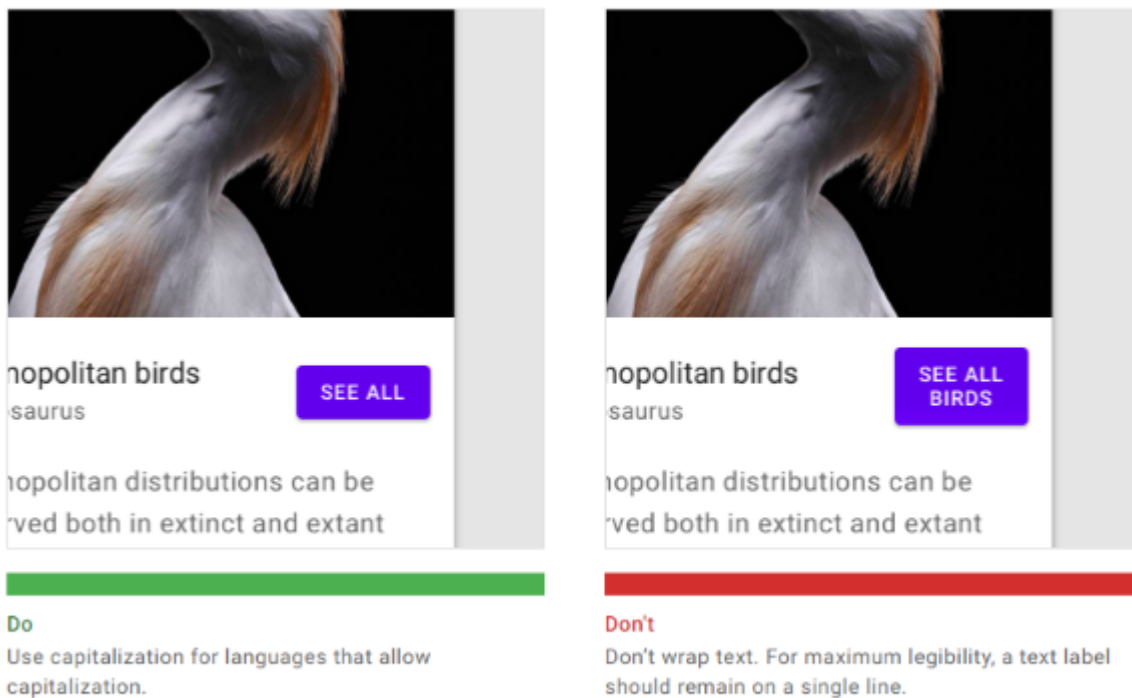 nopolitan birds
SEE ALL
osaurus
nopolitan distributions can be
rved both in extinct and extant
Do
Use capitalization for languages that allow
capitalization.
nopolitan birds
SEE ALL
BIRDS
osaurus
nopolitan distributions can be
rved both in extinct and extant
Don't
Don't wrap text. For maximum legibility, a text label
should remain on a single line.